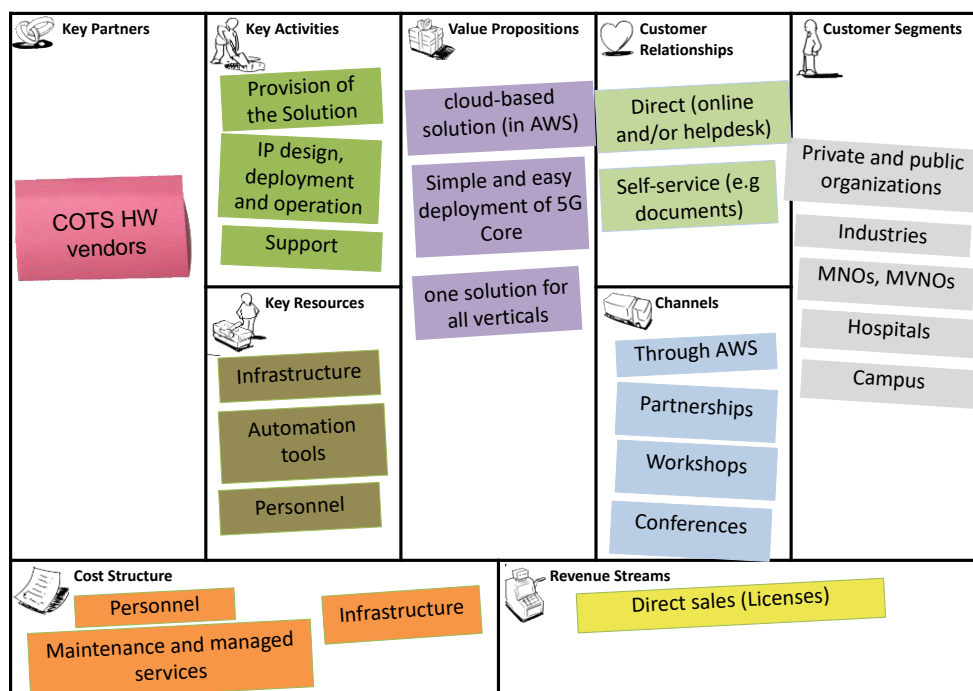 Key Partners
COTS HW
vendors
Key Activities
Provision of
the Solution
IP design,
deployment
and operation
Support
Key Resources
Infrastructure
Automation
tools
Personnel
Value Propositions
cloud-based
solution (in AWS)
Simple and easy
deployment of 5G
Core
one solution for
all verticals
Customer
Relationships
Direct (online
and/or helpdesk)
Self-service (e.g
documents)
Channels
Through AWS
Partnerships
Workshops
Conferences
Customer Segments
Private and public
organizations
Industries
MNOs, MVNOs
Hospitals
Campus
Cost Structure
Personnel
Infrastructure
Maintenance and managed
services
Revenue Streams
Direct sales (Licenses)